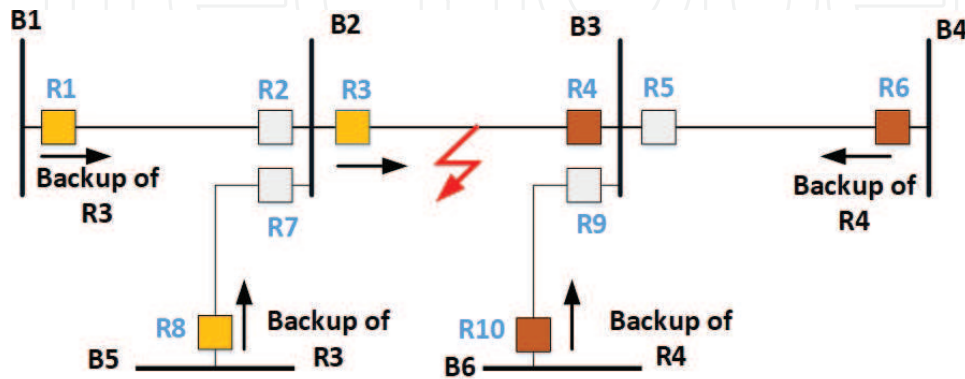 B1
B2
B3
B4
R1
R2
R3
R4
R5
R6
Backup of
R3
Backup of
R4
R7
R9
R8
Backup of
R3
R10
Backup of
R4
B5
B6